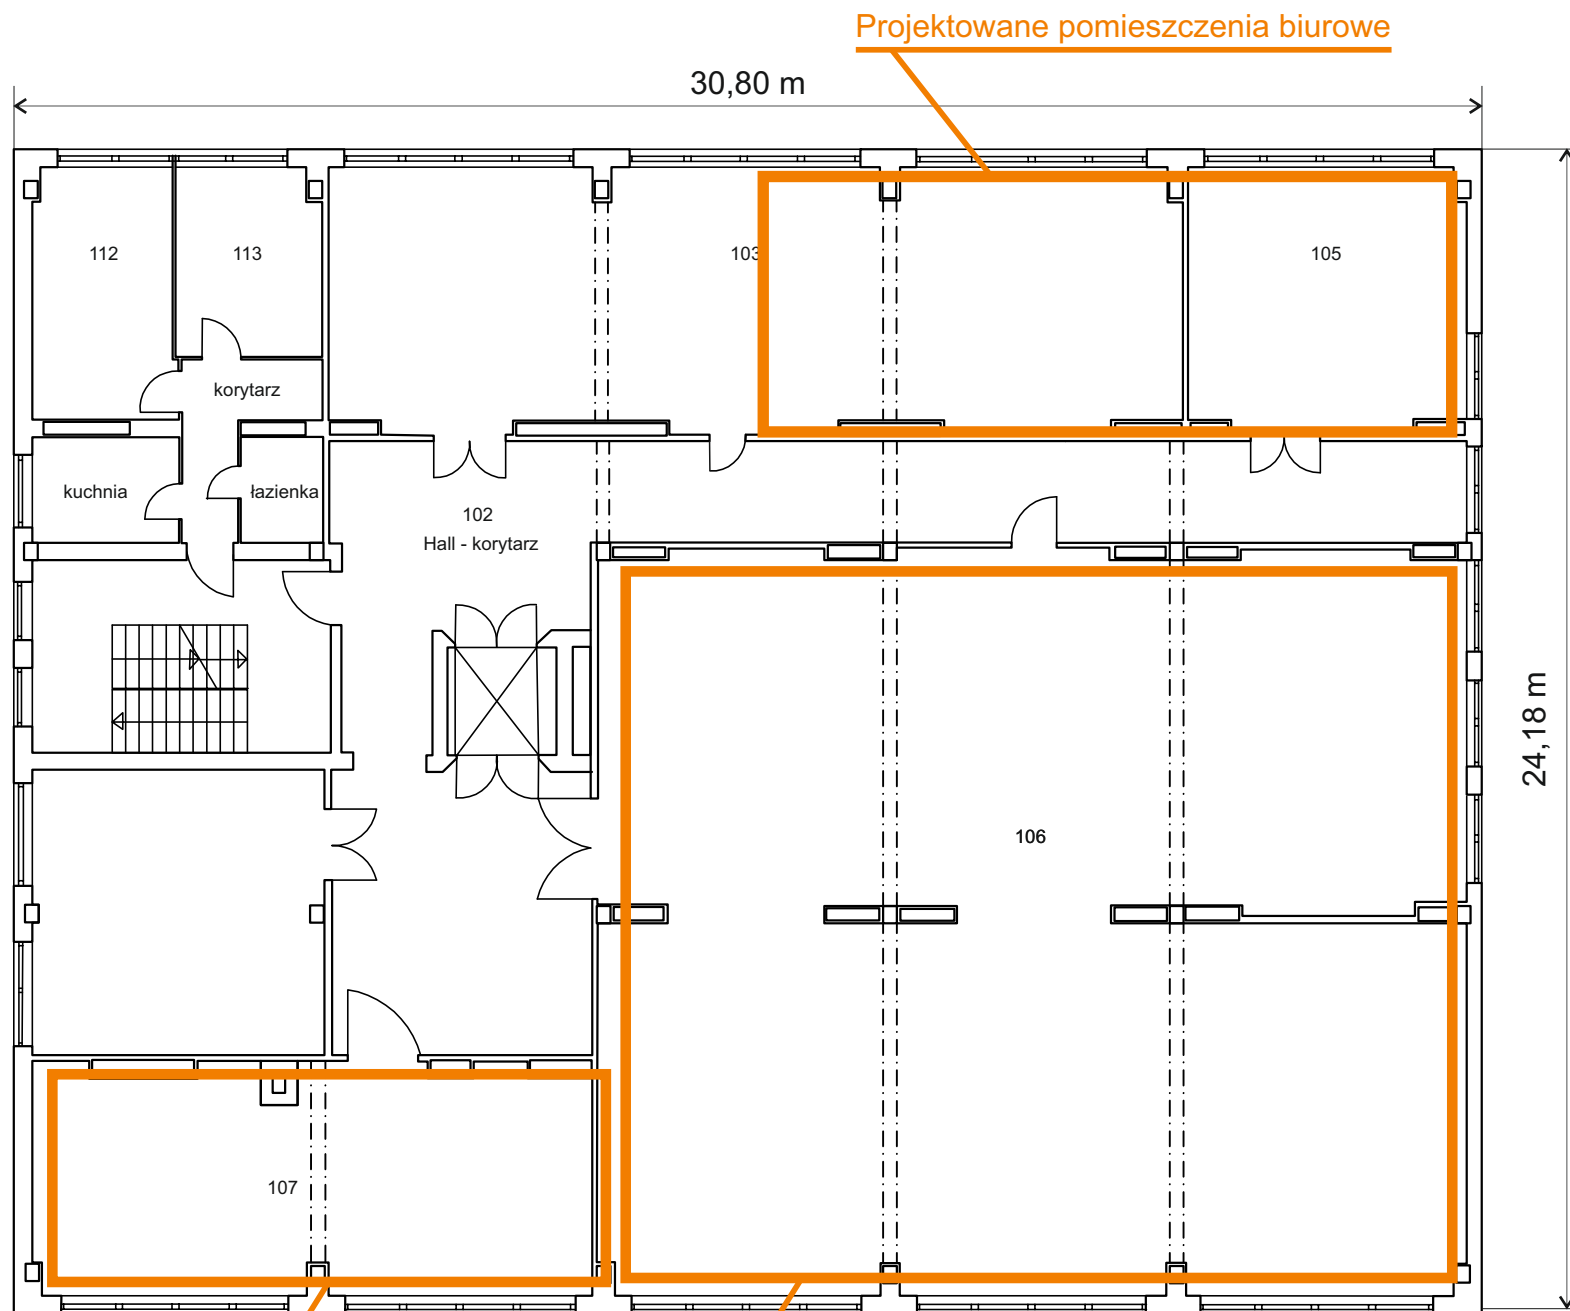 Projektowane pomieszczenia biurowe
30,80 m
112
113
103
105
korytarz
kuchnia
łazienka
102
Hall - korytarz
24,18 m
106
107